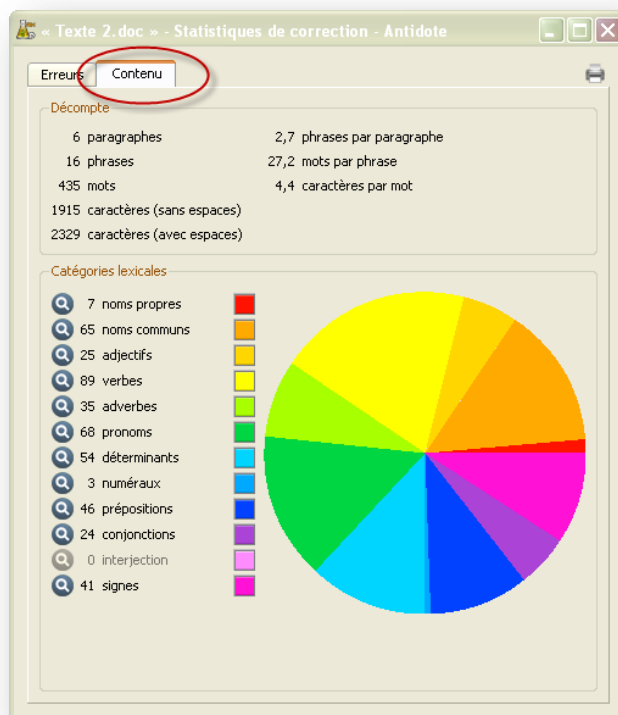 « Texte 2.doc » - Statistiques de correction - Antidote
Erreurs Contenu
Décompte
6 paragraphes 2,7 phrases par paragraphe
16 phrases 27,2 mots par phrase
435 mots 4,4 caractères par mot
1915 caractères (sans espaces)
2329 caractères (avec espaces)
Catégories lexicales
7 noms propres
65 noms communs
25 adjectifs
89 verbes
35 adverbes
68 pronoms
54 déterminants
3 numéraux
46 prépositions
24 conjonctions
0 interjection
41 signes